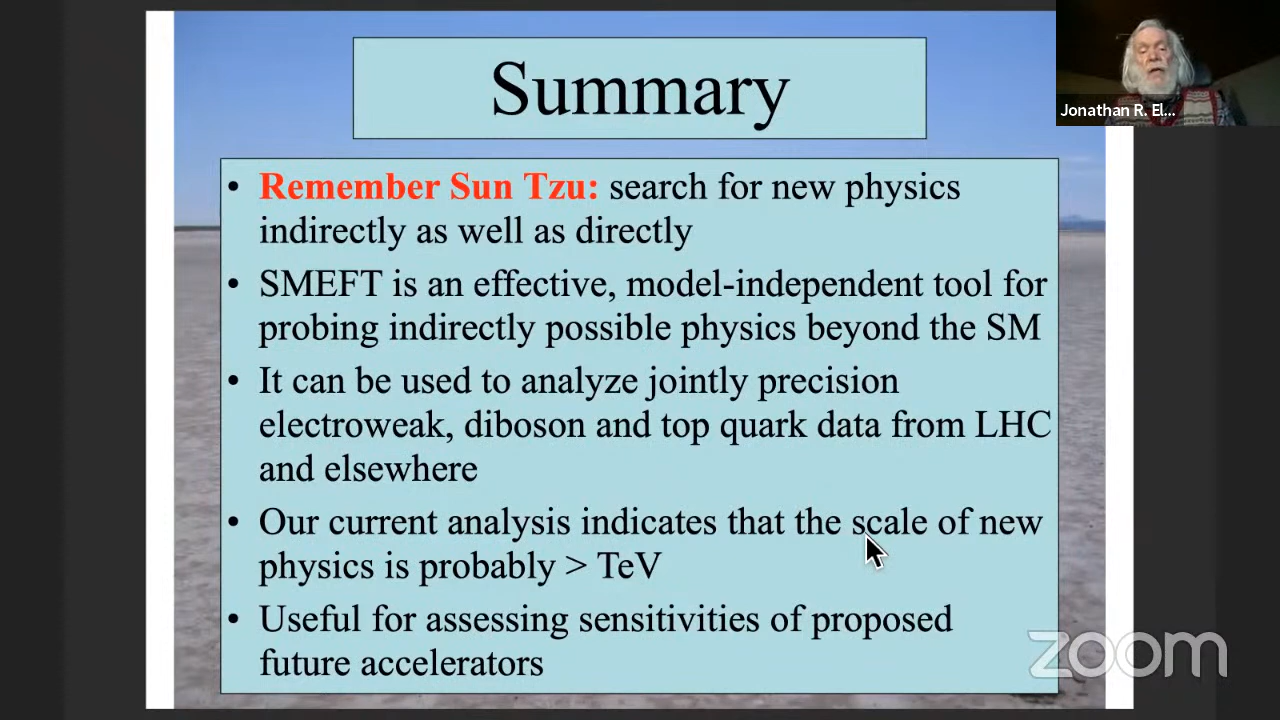 Summary
Jonathan R. El...
• Remember Sun Tzu: search for new physics
indirectly as well as directly
• SMEFT is an effective, model-independent tool for
probing indirectly possible physics beyond the SM
• It can be used to analyze jointly precision
electroweak, diboson and top quark data from LHC
and elsewhere
• Our current analysis indicates that the scale of new
physics is probably > TeV
• Useful for assessing sensitivities of proposed
future accelerators
zoom